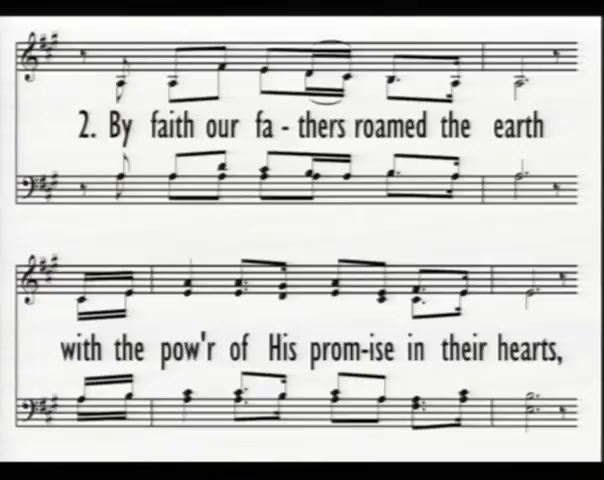 2. By faith our fa - thers roamed the earth
with the pow'r of His prom-ise in their hearts,